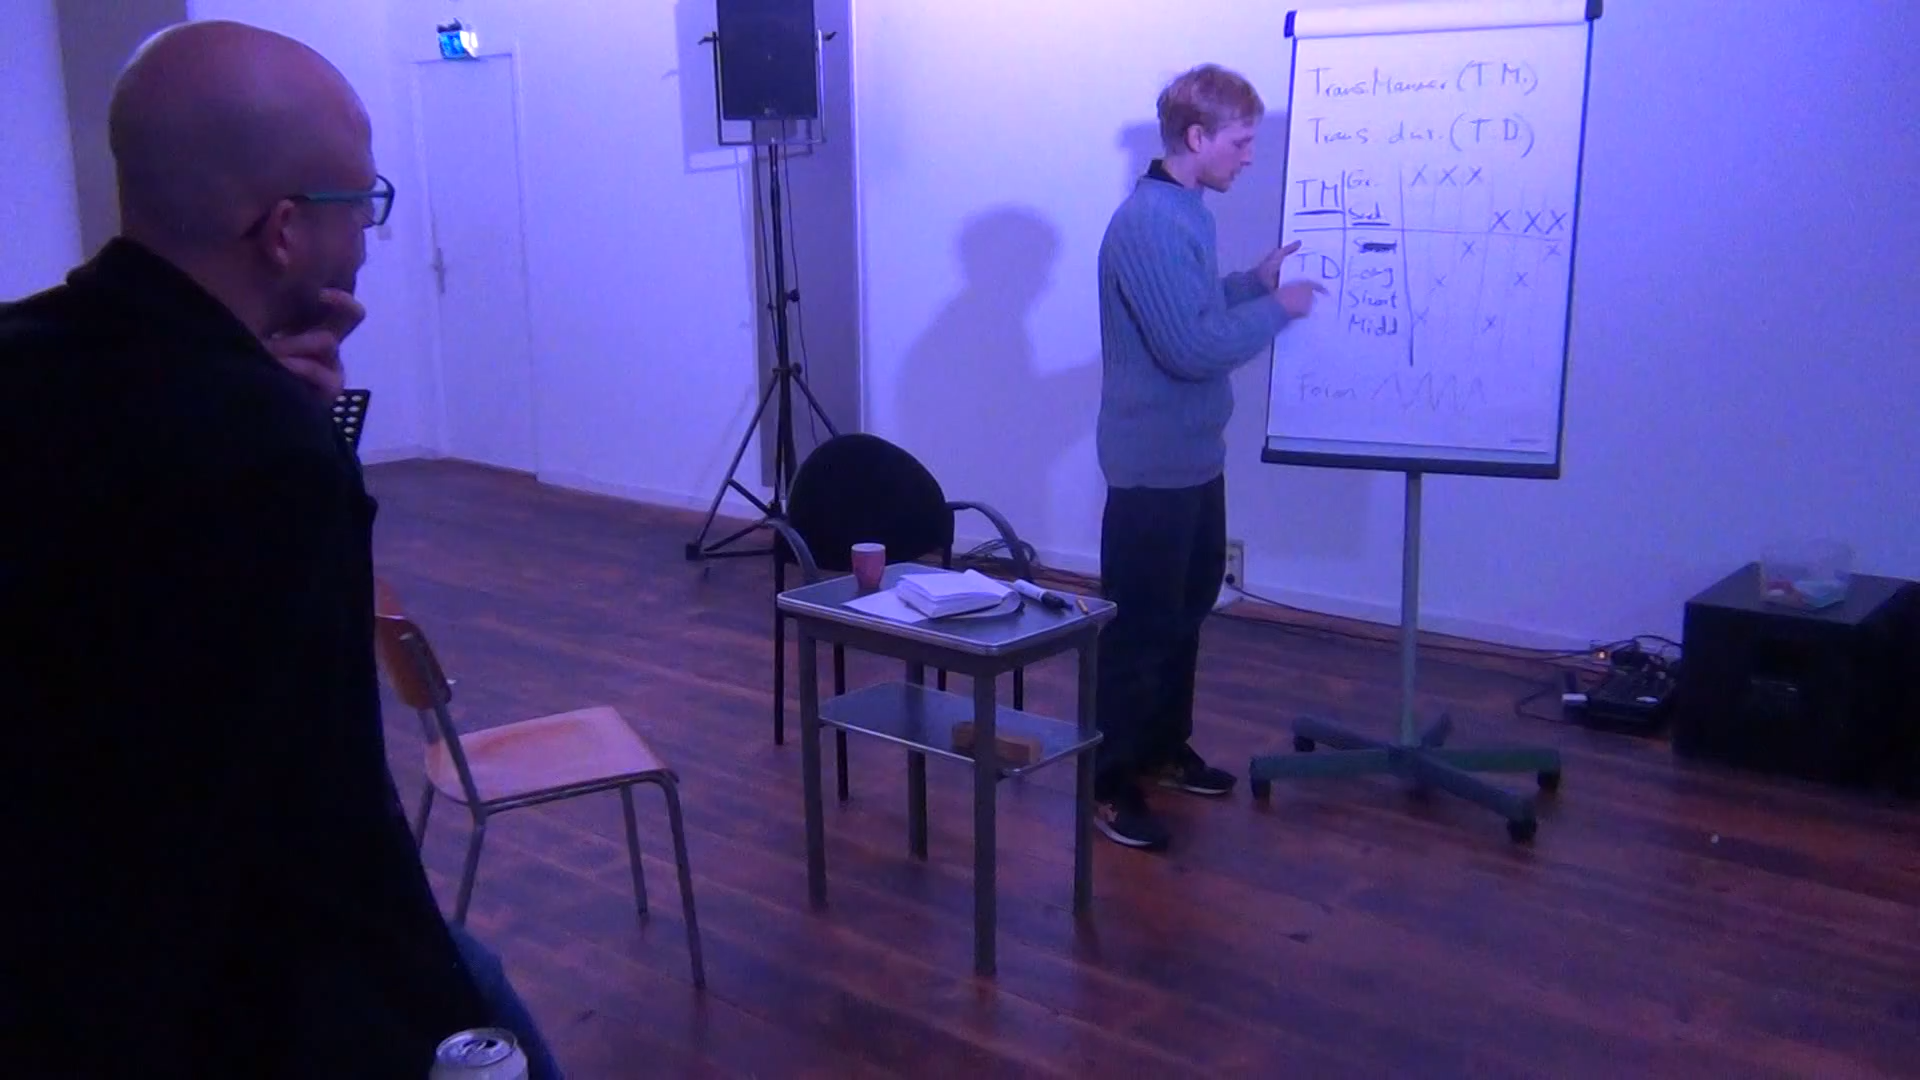 Trans.Manner (T M.)
Trans. dur. (T.D)
TM Gr. X X X
Sud. X X X
X X
TD Long X X
Short
Midd X X
Form